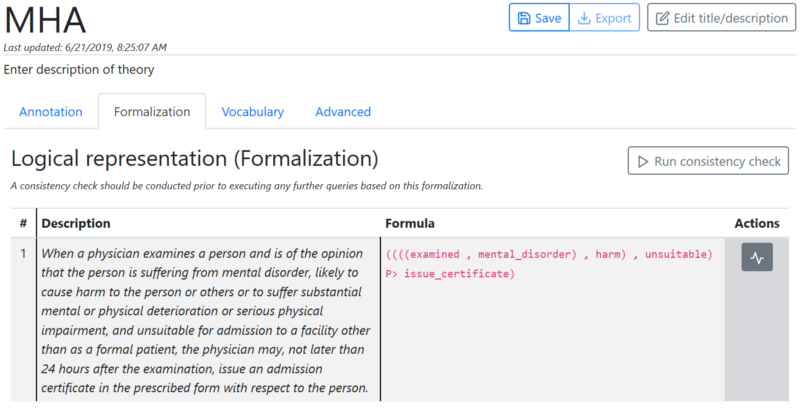 MHA
Save
Export
Edit title/description
Last updated: 6/21/2019, 8:25:07 AM
Enter description of theory
Annotation
Formalization
Vocabulary
Advanced
Logical representation (Formalization)
Run consistency check
A consistency check should be conducted prior to executing any further queries based on this formalization.
# Description Formula Actions
1
When a physician examines a person and is of the opinion
that the person is suffering from mental disorder, likely to
cause harm to the person or others or to suffer substantial
mental or physical deterioration or serious physical
impairment, and unsuitable for admission to a facility other
than as a formal patient, the physician may, not later than
24 hours after the examination, issue an admission
certificate in the prescribed form with respect to the person.
((((examined , mental_disorder) , harm) , unsuitable)
P> issue_certificate)